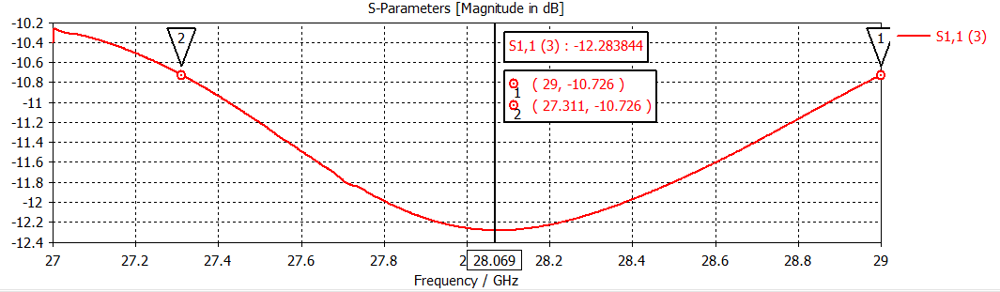 S-Parameters [Magnitude in dB]
-10.2
-10.4
-10.6
-10.8
-11
-11.2
-11.4
-11.6
-11.8
-12
-12.2
-12.4
2
1
S1,1 (3)
S1,1 (3) : -12.283844
1 ( 29, -10.726 )
2 ( 27.311, -10.726 )
27 27.2 27.4 27.6 27.8 28.069 28.2 28.4 28.6 28.8 29
Frequency / GHz